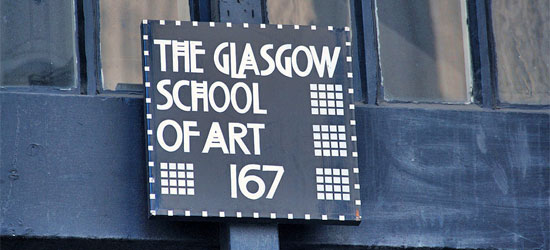 THE GLASGOW
SCHOOL
OF ART
167